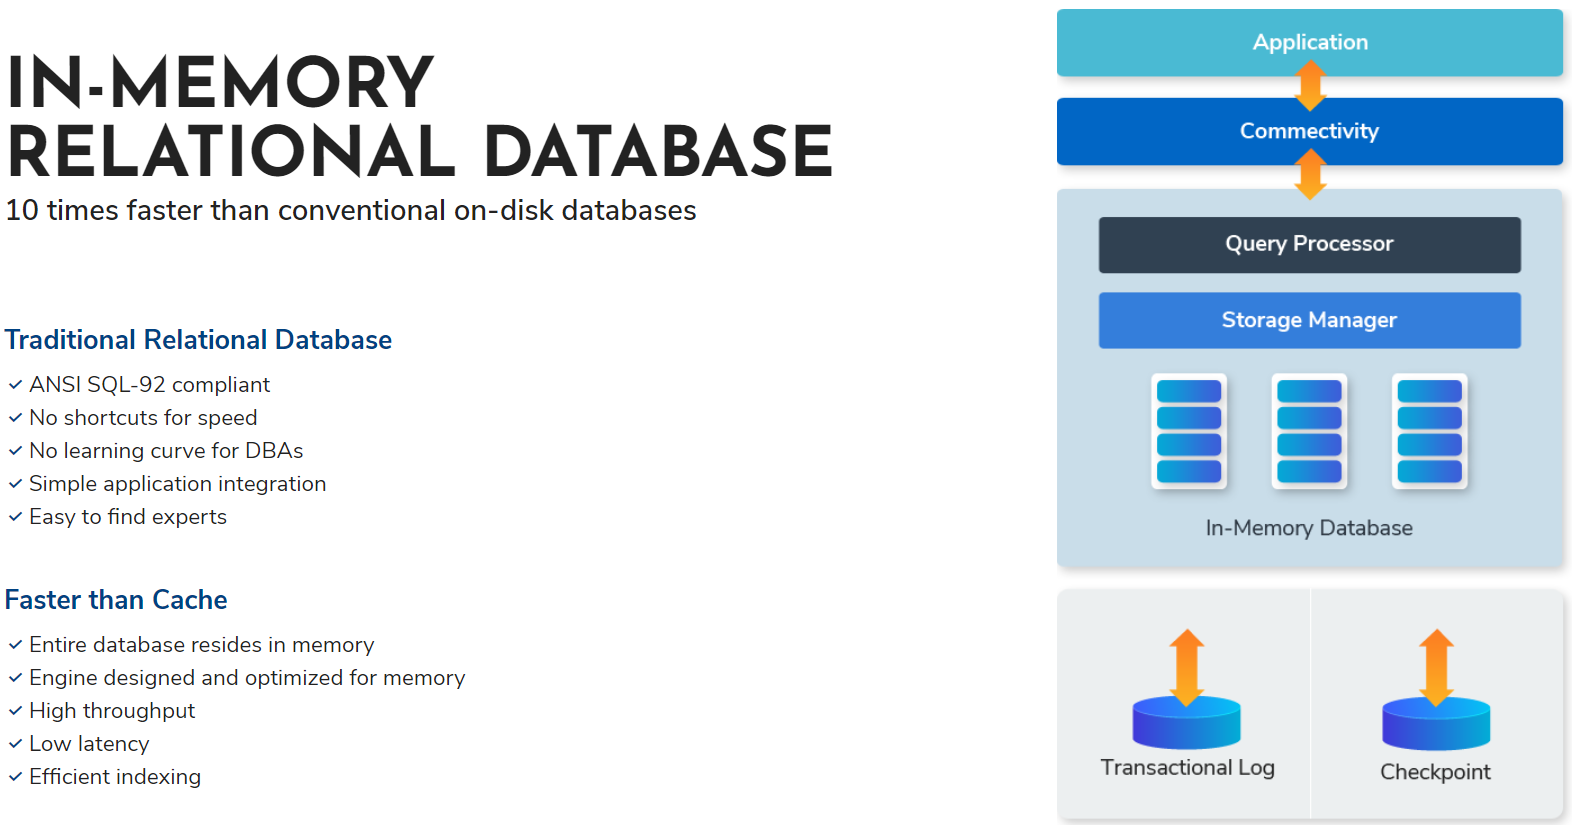 IN-MEMORY
RELATIONAL DATABASE
10 times faster than conventional on-disk databases
Traditional Relational Database
ANSI SQL-92 compliant
No shortcuts for speed
No learning curve for DBAs
Simple application integration
Easy to find experts
Faster than Cache
Entire database resides in memory
Engine designed and optimized for memory
High throughput
Low latency
Efficient indexing
Application
Commectivity
Query Processor
Storage Manager
In-Memory Database
Transactional Log
Checkpoint